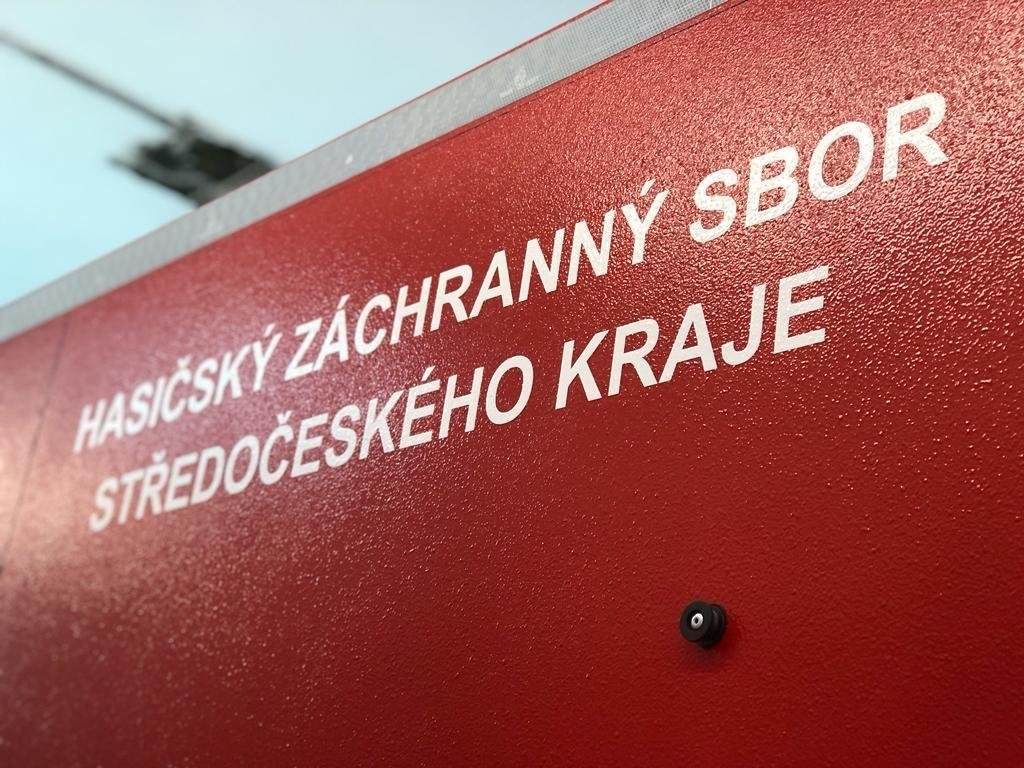 HASIČSKÝ ZÁCHRANNÝ SBOR
STŘEDOČESKÉHO KRAJE